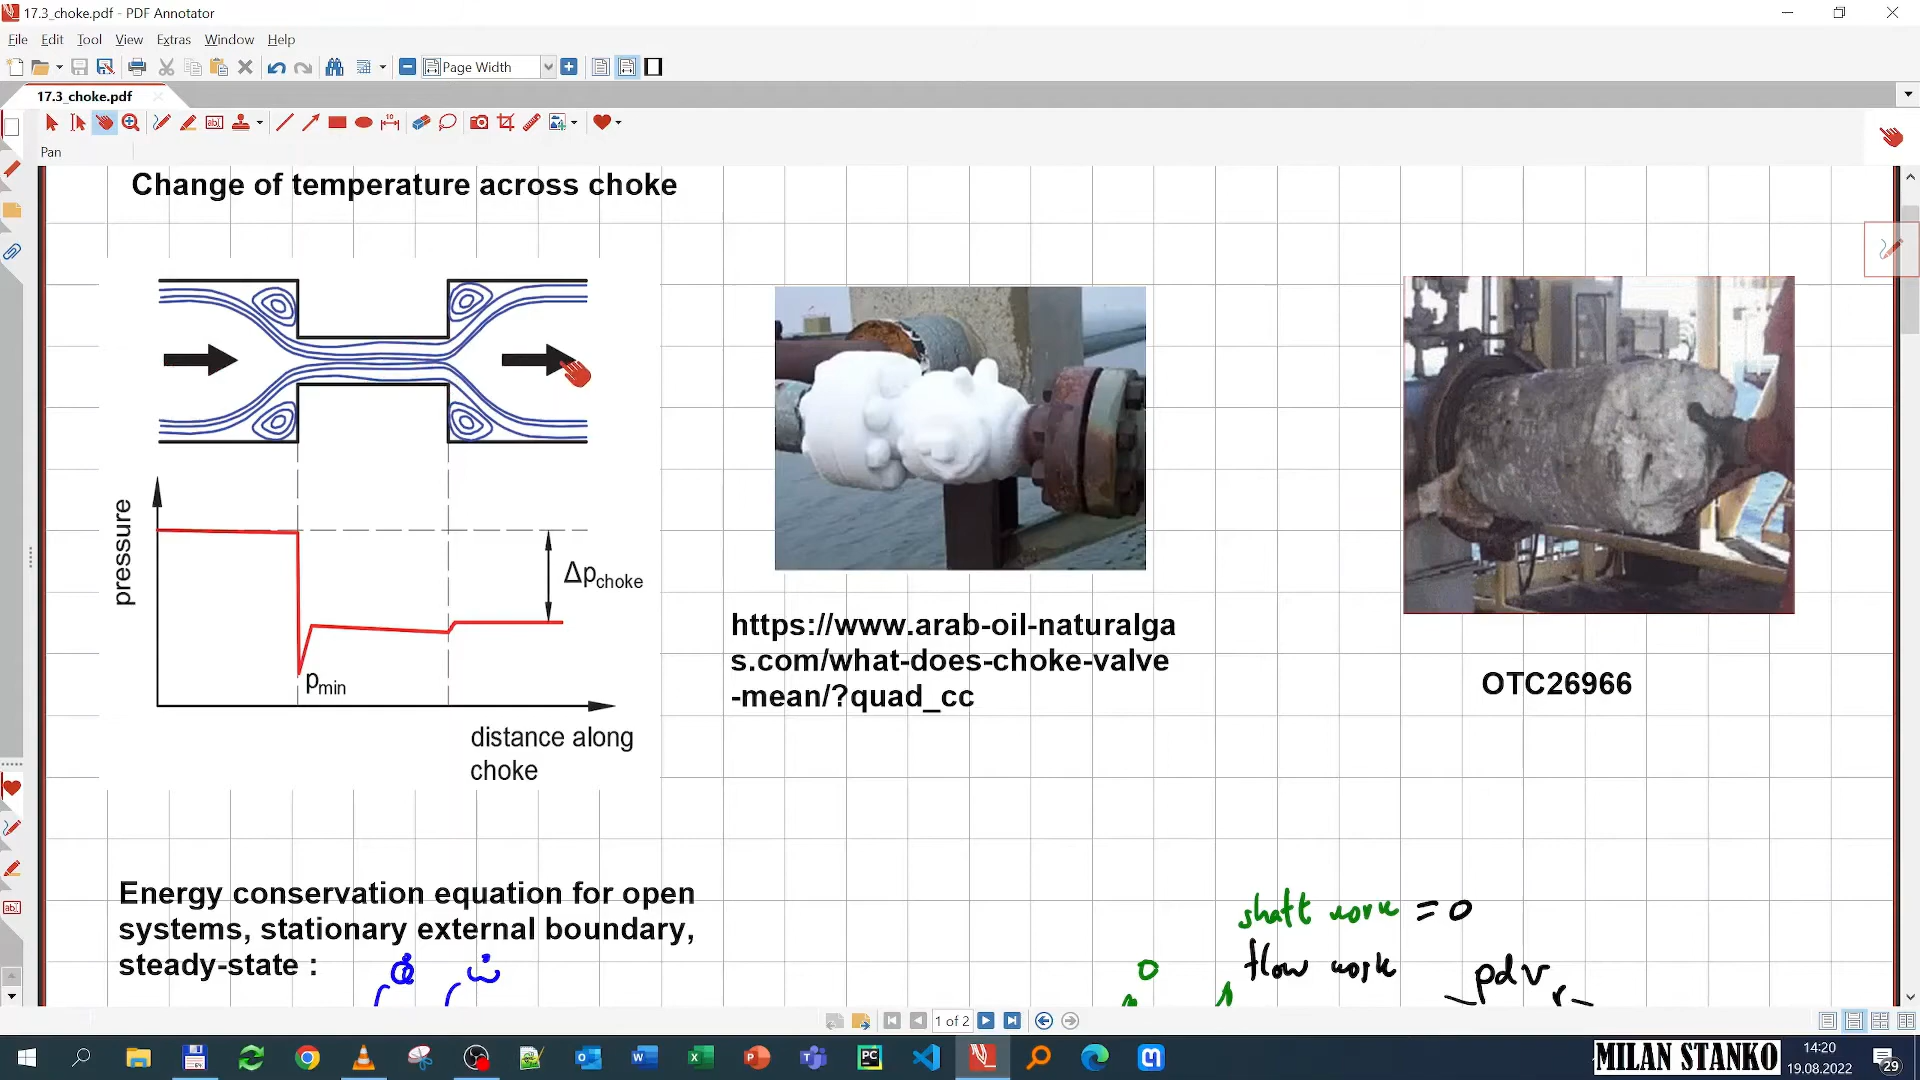 17.3_choke.pdf - PDF Annotator
File Edit Tool View Extras Window Help
Page Width
17.3_choke.pdf
Pan
Change of temperature across choke
pressure
Δpchoke
pmin
distance along
choke
https://www.arab-oil-naturalga
s.com/what-does-choke-valve
-mean/?quad_cc
OTC26966
Energy conservation equation for open
systems, stationary external boundary,
steady-state :
Q̇ ẇ
shaft work = 0
flow work
0
pdv
1 of 2
MILAN STANKO
14:20
19.08.2022
29